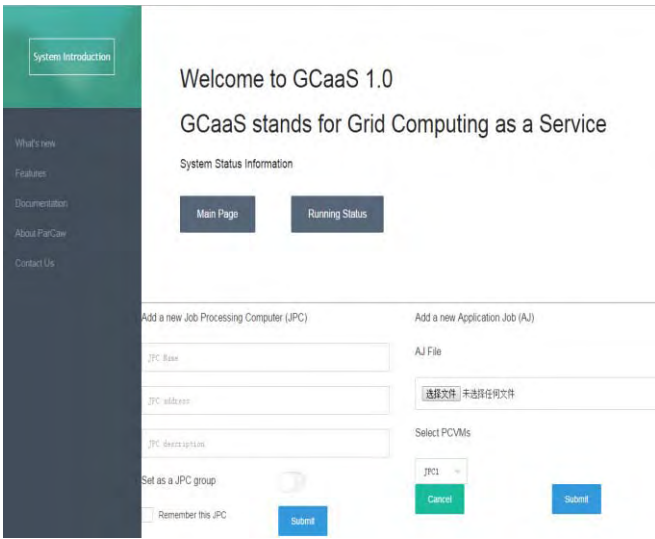 System Introduction
What's new
Features
Documentation
About ParCaw
Contact Us
Welcome to GCaaS 1.0
GCaaS stands for Grid Computing as a Service
System Status Information
Main Page
Running Status
Add a new Job Processing Computer (JPC)
JPC Name
JPC address
JPC description
Set as a JPC group
Remember this JPC
Submit
Add a new Application Job (AJ)
AJ File
选择文件 未选择任何文件
Select PCVMs
JPC1
Cancel
Submit